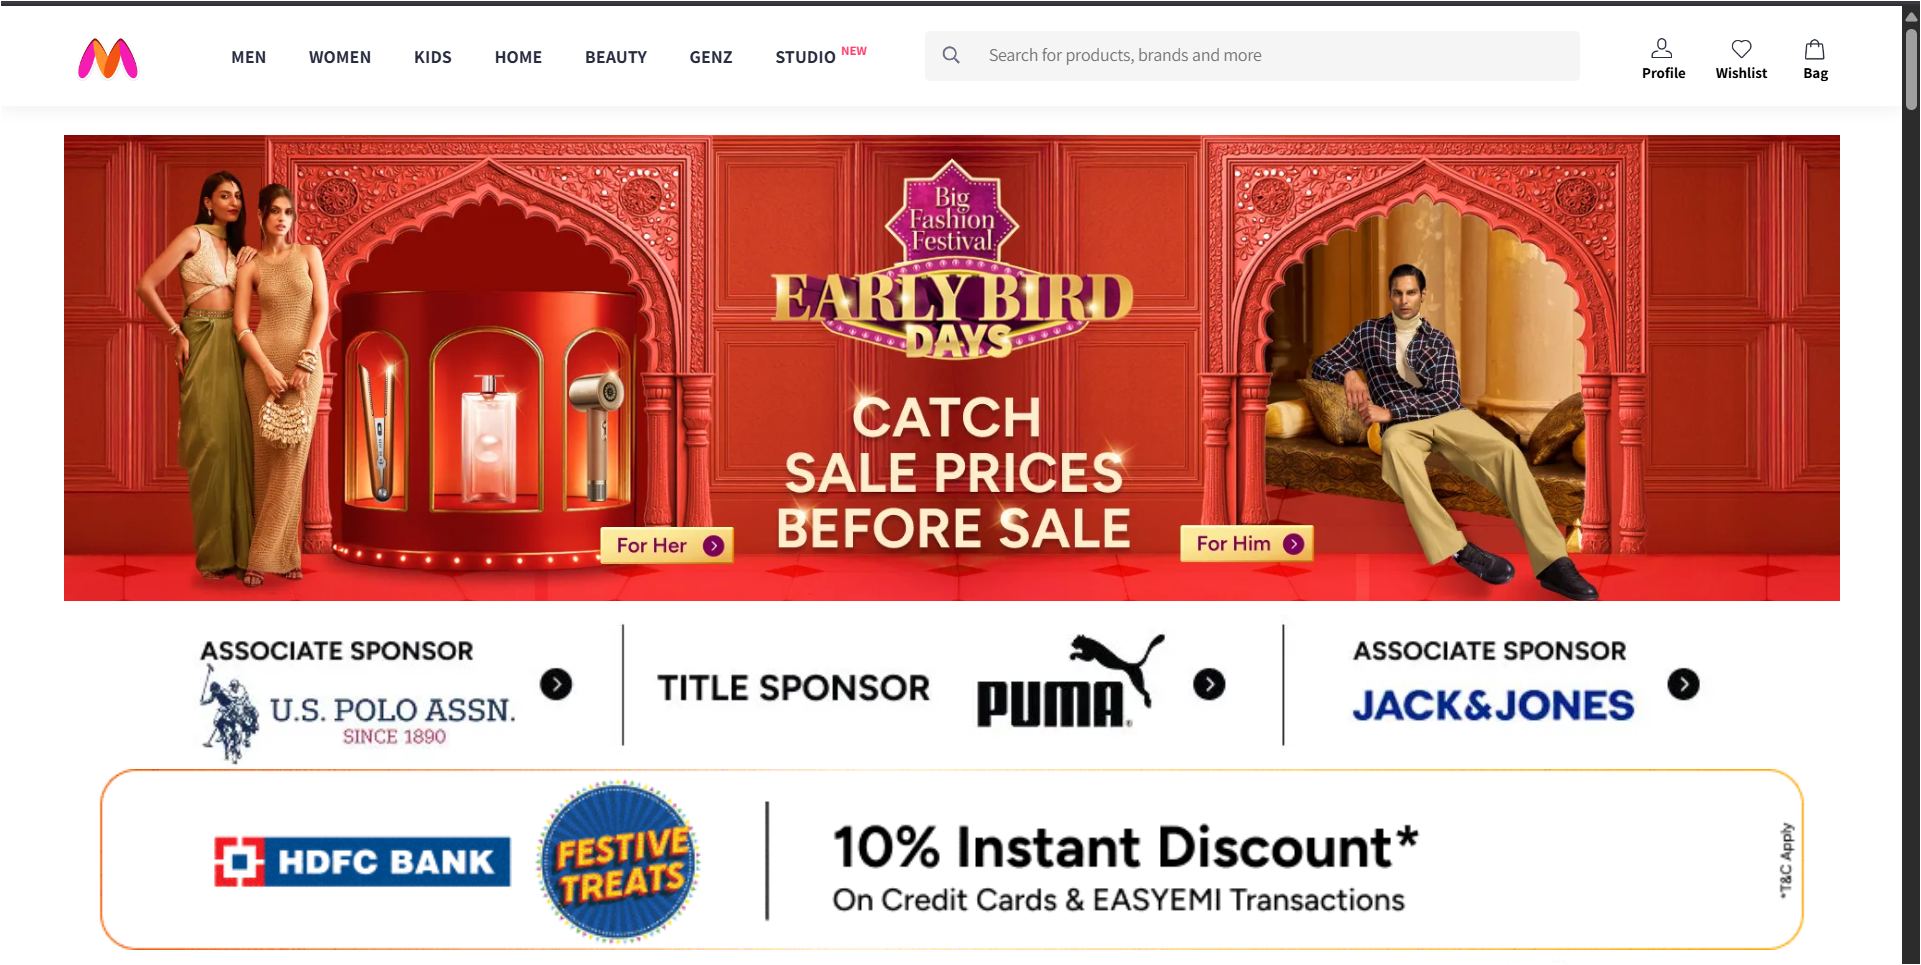 MEN WOMEN KIDS HOME BEAUTY GENZ STUDIO NEW
Search for products, brands and more
Profile Wishlist Bag
Big
Fashion
Festival
EARLY BIRD
DAYS
CATCH
SALE PRICES
BEFORE SALE
For Her
For Him
ASSOCIATE SPONSOR
U.S. POLO ASSN.
SINCE 1890
TITLE SPONSOR
PUMA
ASSOCIATE SPONSOR
JACK&JONES
HDFC BANK
FESTIVE
TREATS
10% Instant Discount*
On Credit Cards & EASYEMI Transactions
*T&C Apply